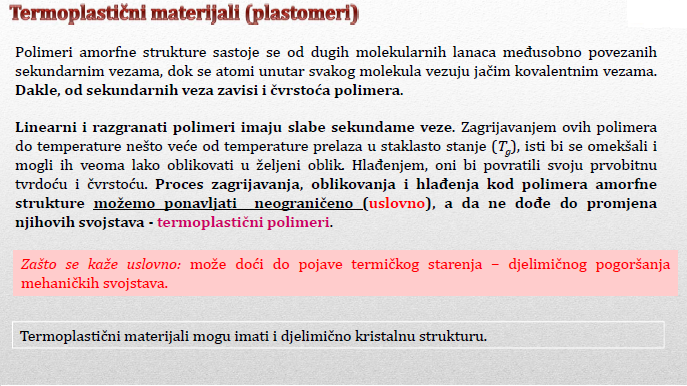 Termoplastični materijali (plastomeri)
Polimeri amorfne strukture sastoje se od dugih molekularnih lanaca međusobno povezanih
sekundarnim vezama, dok se atomi unutar svakog molekula vezuju jačim kovalentnim vezama.
Dakle, od sekundarnih veza zavisi i čvrstoća polimera.
Linearni i razgranati polimeri imaju slabe sekundarne veze. Zagrijavanjem ovih polimera
do temperature nešto veće od temperature prelaza u staklasto stanje (Tg), isti bi se omekšali i
mogli ih veoma lako oblikovati u željeni oblik. Hlađenjem, oni bi povratili svoju prvobitnu
tvrdoću i čvrstoću. Proces zagrijavanja, oblikovanja i hlađenja kod polimera amorfne
strukture možemo ponavljati neograničeno (uslovno), a da ne dođe do promjena
njihovih svojstava - termoplastični polimeri.
Zašto se kaže uslovno: može doći do pojave termičkog starenja – djelimičnog pogoršanja
mehaničkih svojstava.
Termoplastični materijali mogu imati i djelimično kristalnu strukturu.